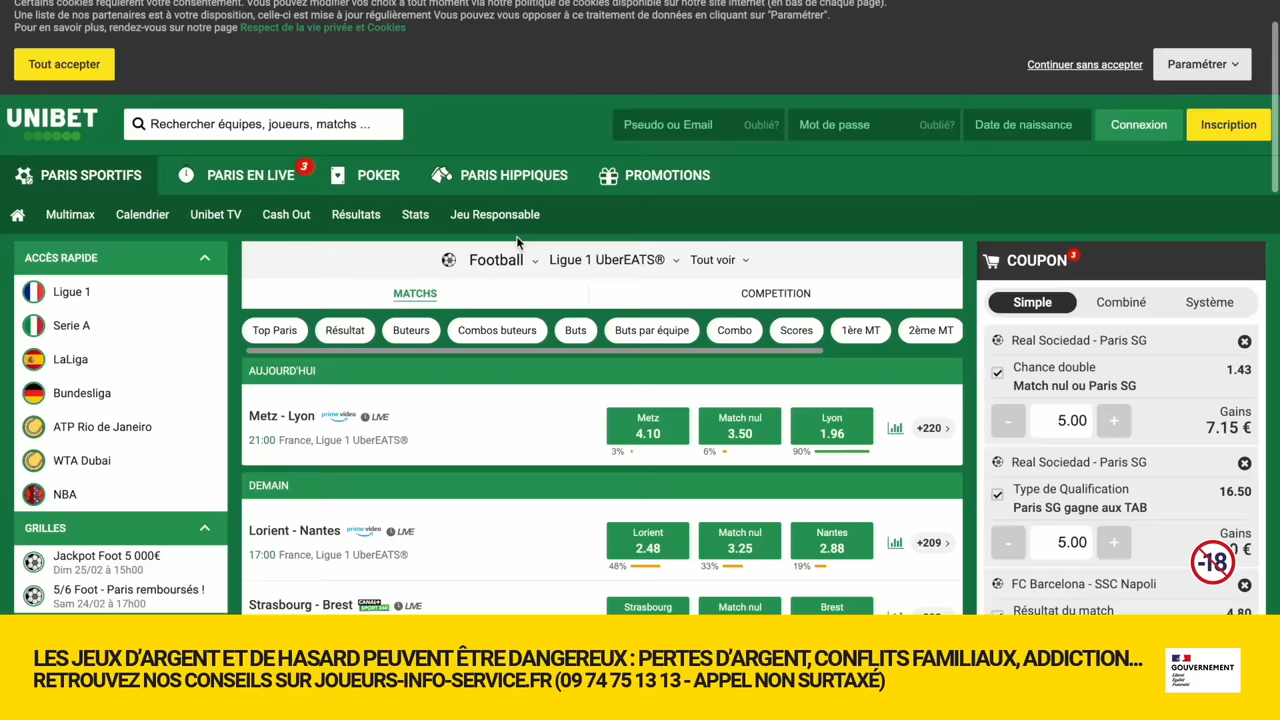 Certains cookies requièrent votre consentement. Vous pouvez modifiez vos choix à tout moment via notre politique de cookies disponible sur notre site internet (en bas de chaque page).
Une liste de nos partenaires est à votre disposition, celle-ci est mise à jour régulièrement Vous pouvez vous opposer à ce traitement de données en cliquant sur "Paramétrer".
Pour en savoir plus, rendez-vous sur notre page Respect de la vie privée et Cookies
Tout accepter
Continuer sans accepter
Paramétrer
UNIBET
Rechercher équipes, joueurs, matchs ...
Pseudo ou Email Oublié?
Mot de passe Oublié?
Date de naissance
Connexion
Inscription
PARIS SPORTIFS
PARIS EN LIVE 3
POKER
PARIS HIPPIQUES
PROMOTIONS
Multimax
Calendrier
Unibet TV
Cash Out
Résultats
Stats
Jeu Responsable
ACCÈS RAPIDE
Ligue 1
Serie A
LaLiga
Bundesliga
ATP Rio de Janeiro
WTA Dubai
NBA
GRILLES
Jackpot Foot 5 000€
Dim 25/02 à 15h00
5/6 Foot - Paris remboursés !
Sam 24/02 à 17h00
Football
Ligue 1 UberEATS®
Tout voir
MATCHS
COMPETITION
Top Paris
Résultat
Buteurs
Combos buteurs
Buts
Buts par équipe
Combo
Scores
1ère MT
2ème MT
AUJOURD'HUI
Metz - Lyon prime video LIVE
21:00 France, Ligue 1 UberEATS®
Metz
4.10
3%
Match nul
3.50
6%
Lyon
1.96
90%
+220
DEMAIN
Lorient - Nantes prime video LIVE
17:00 France, Ligue 1 UberEATS®
Lorient
2.48
48%
Match nul
3.25
33%
Nantes
2.88
19%
+209
Strasbourg - Brest CANAL+ SPORT 360 LIVE
Strasbourg
Match nul
Brest
COUPON 3
Simple
Combiné
Système
Real Sociedad - Paris SG
Chance double 1.43
Match nul ou Paris SG
- 5.00 +
Gains
7.15 €
Real Sociedad - Paris SG
Type de Qualification 16.50
Paris SG gagne aux TAB
- 5.00 +
Gains
0 €
-18
FC Barcelona - SSC Napoli
Résultat du match 4.80
LES JEUX D'ARGENT ET DE HASARD PEUVENT ÊTRE DANGEREUX : PERTES D'ARGENT, CONFLITS FAMILIAUX, ADDICTION...
RETROUVEZ NOS CONSEILS SUR JOUEURS-INFO-SERVICE.FR (09 74 75 13 13 - APPEL NON SURTAXÉ)
GOUVERNEMENT
Liberté
Égalité
Fraternité